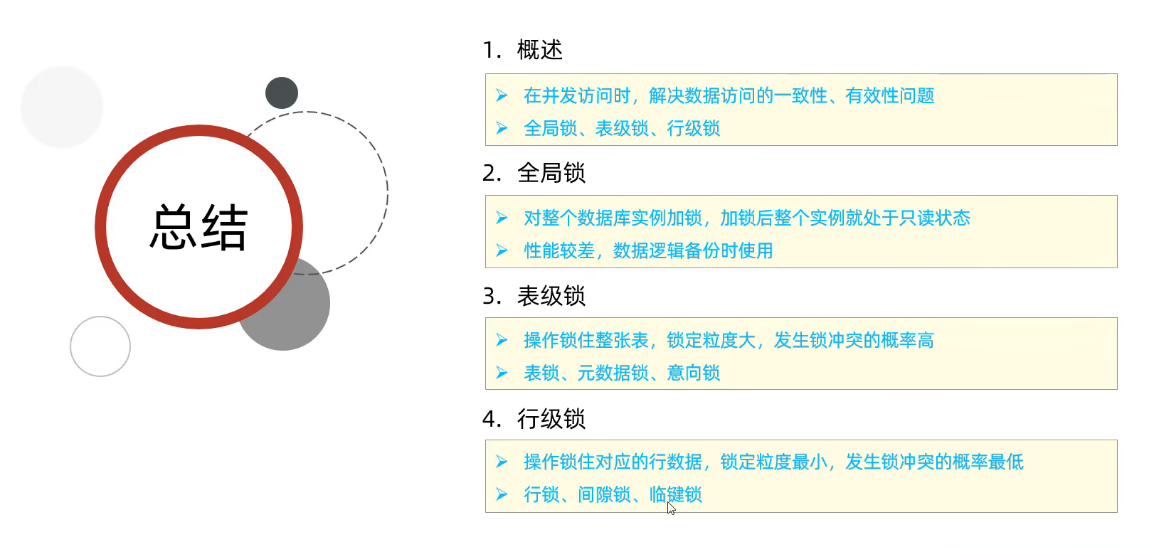 总结
1. 概述
在并发访问时，解决数据访问的一致性、有效性问题
全局锁、表级锁、行级锁
2. 全局锁
对整个数据库实例加锁，加锁后整个实例就处于只读状态
性能较差，数据逻辑备份时使用
3. 表级锁
操作锁住整张表，锁定粒度大，发生锁冲突的概率高
表锁、元数据锁、意向锁
4. 行级锁
操作锁住对应的行数据，锁定粒度最小，发生锁冲突的概率最低
行锁、间隙锁、临键锁